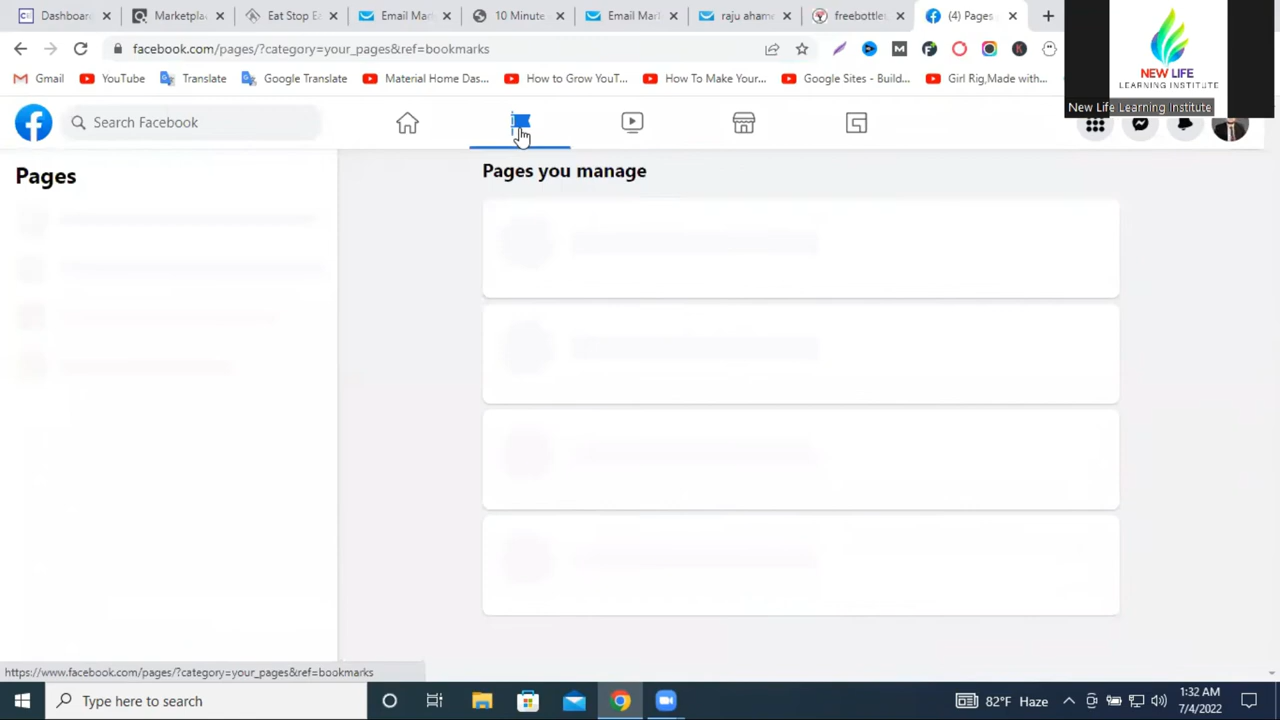 Dashboar
Marketpla
Eat Stop E
Email Mar
10 Minute
Email Mar
raju aham
freebottle
(4) Pages
facebook.com/pages/?category=your_pages&ref=bookmarks
Gmail
YouTube
Translate
Google Translate
Material Home Das...
How to Grow YouT...
How To Make Your...
Google Sites - Build...
Girl Rig,Made with...
NEW LIFE
LEARNING INSTITUTE
New Life Learning Institute
Search Facebook
Pages
Pages you manage
https://www.facebook.com/pages/?category=your_pages&ref=bookmarks
Type here to search
82°F Haze
1:32 AM
7/4/2022